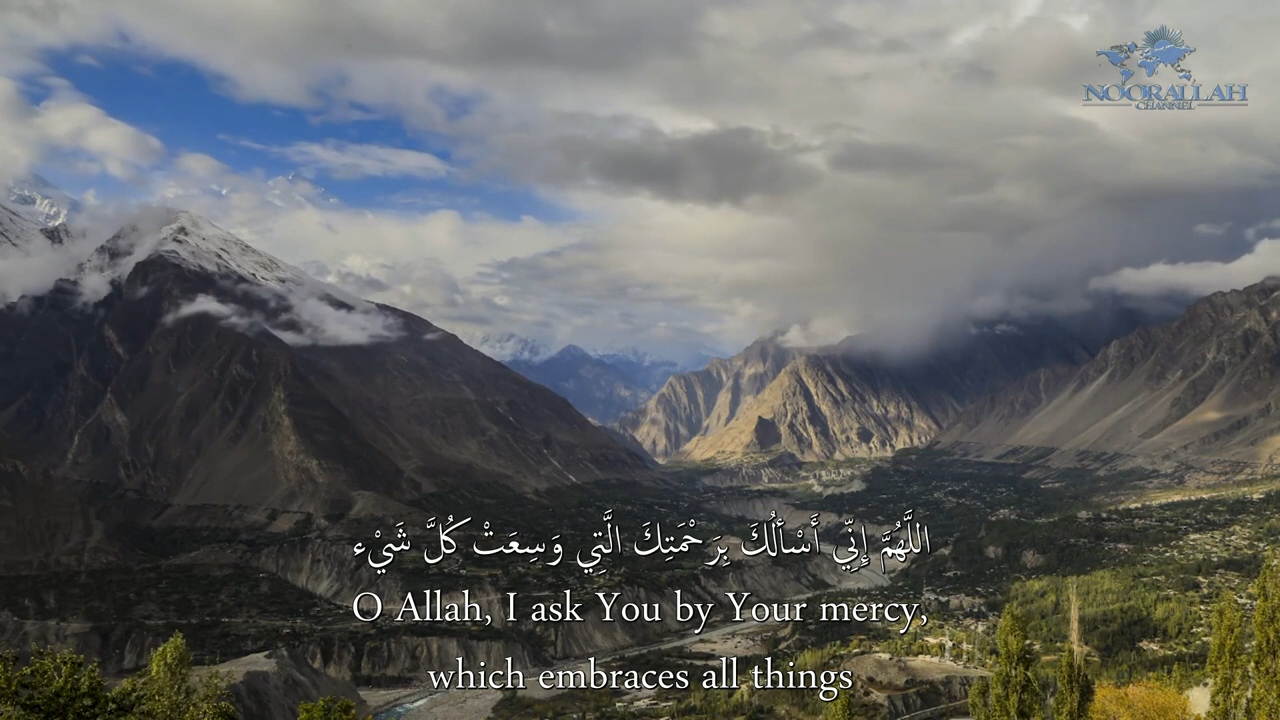 NOORALLAH
CHANNEL
اللَّهُمَّ إِنِّي أَسْأَلُكَ بِرَحْمَتِكَ الَّتِي وَسِعَتْ كُلَّ شَيْء
O Allah, I ask You by Your mercy,
which embraces all things